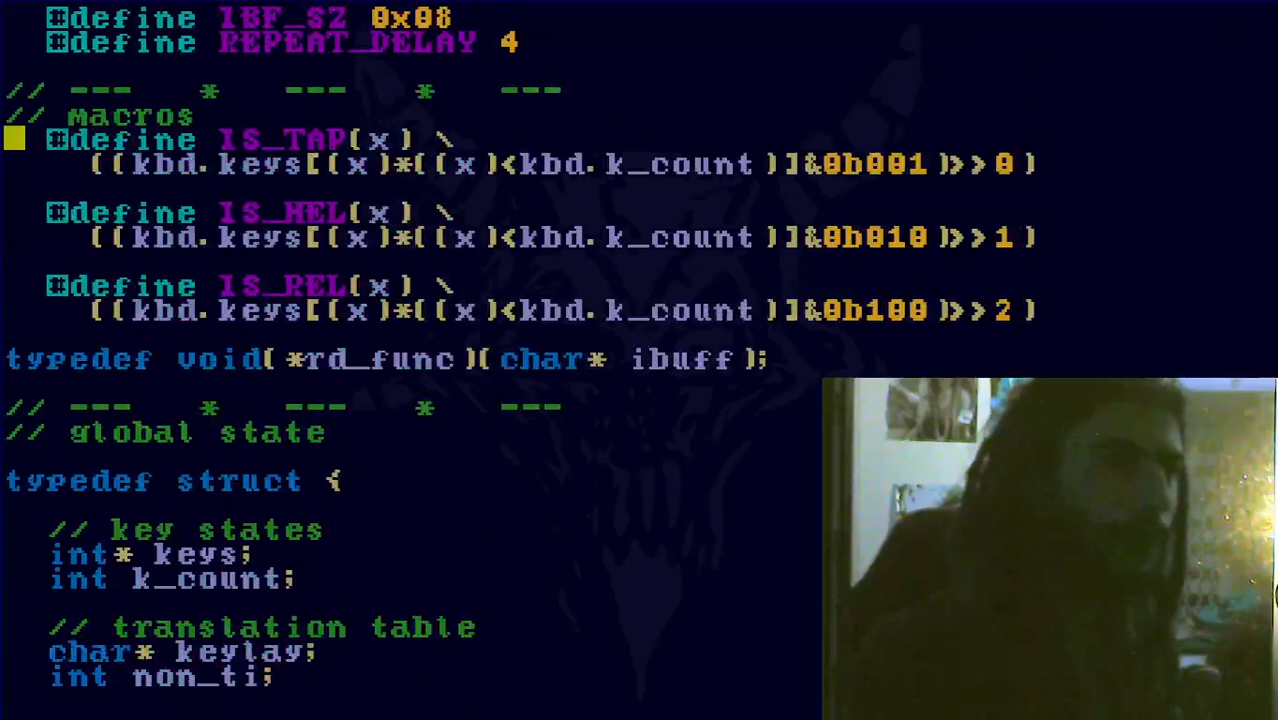 #define IBF_SZ 0x08
#define REPEAT_DELAY 4
// ---   *   ---   *   ---
// macros
#define IS_TAP(x) \
((kbd.keys[(x)*((x)<kbd.k_count)]&0b001)>>0)
#define IS_HEL(x) \
((kbd.keys[(x)*((x)<kbd.k_count)]&0b010)>>1)
#define IS_REL(x) \
((kbd.keys[(x)*((x)<kbd.k_count)]&0b100)>>2)
typedef void(*rd_func)(char* ibuff);
// ---   *   ---   *   ---
// global state
typedef struct {
// key states
int* keys;
int k_count;
// translation table
char* keylay;
int non_ti;